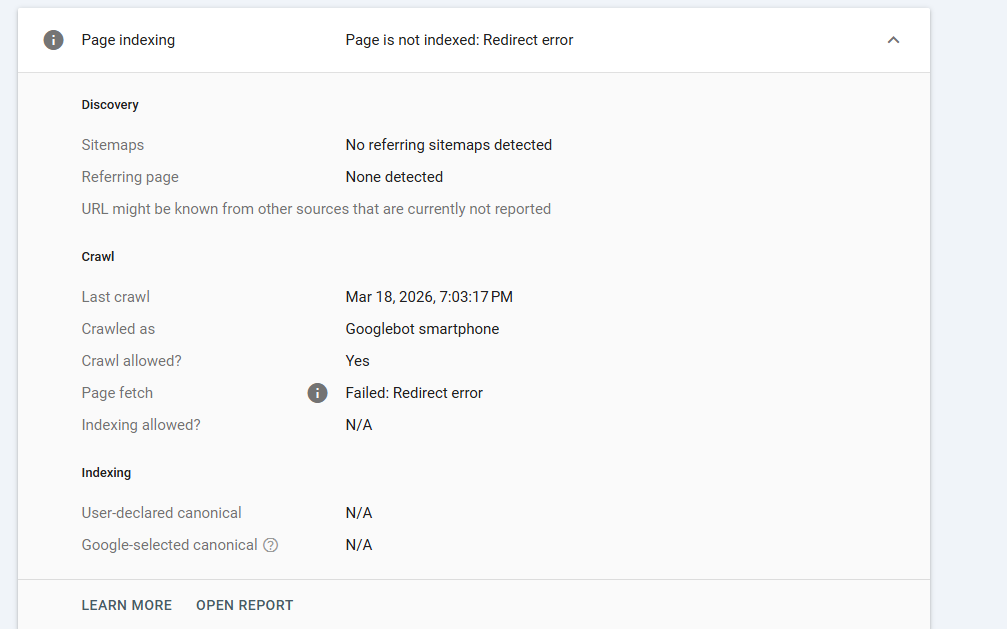 Page indexing Page is not indexed: Redirect error
Discovery
Sitemaps No referring sitemaps detected
Referring page None detected
URL might be known from other sources that are currently not reported
Crawl
Last crawl Mar 18, 2026, 7:03:17 PM
Crawled as Googlebot smartphone
Crawl allowed? Yes
Page fetch Failed: Redirect error
Indexing allowed? N/A
Indexing
User-declared canonical N/A
Google-selected canonical N/A
LEARN MORE OPEN REPORT